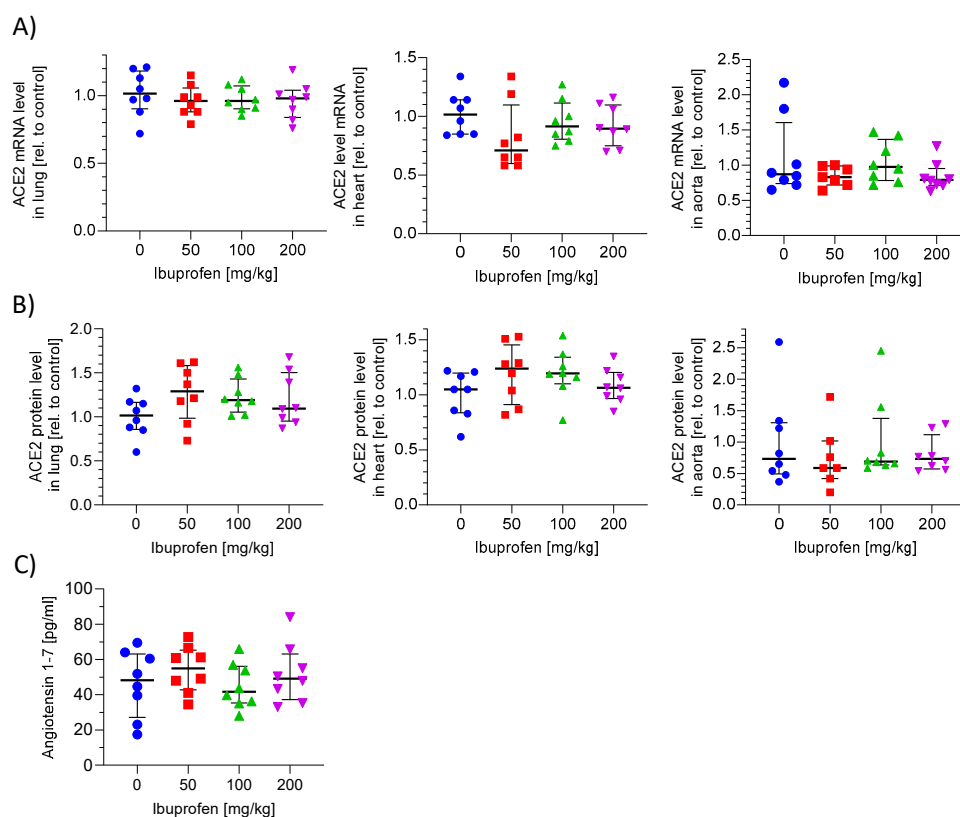 A)
ACE2 mRNA level
in lung [rel. to control]
1.0
0.5
0.0
0 50 100 200
Ibuprofen [mg/kg]
ACE2 level mRNA
in heart [rel. to control]
1.5
1.0
0.5
0.0
0 50 100 200
Ibuprofen [mg/kg]
ACE2 mRNA level
in aorta [rel. to control]
2.5
2.0
1.5
1.0
0.5
0.0
0 50 100 200
Ibuprofen [mg/kg]
B)
ACE2 protein level
in lung [rel. to control]
2.0
1.5
1.0
0.5
0.0
0 50 100 200
Ibuprofen [mg/kg]
ACE2 protein level
in heart [rel. to control]
1.5
1.0
0.5
0.0
0 50 100 200
Ibuprofen [mg/kg]
ACE2 protein level
in aorta [rel. to control]
2.5
2.0
1.5
1.0
0.5
0.0
0 50 100 200
Ibuprofen [mg/kg]
C)
Angiotensin 1-7 [pg/ml]
100
80
60
40
20
0
0 50 100 200
Ibuprofen [mg/kg]